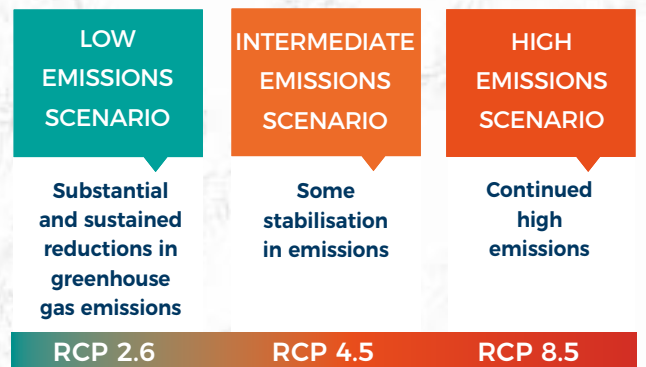 LOW
EMISSIONS
SCENARIO
Substantial
and sustained
reductions in
greenhouse
gas emissions
RCP 2.6
INTERMEDIATE
EMISSIONS
SCENARIO
Some
stabilisation
in emissions
RCP 4.5
HIGH
EMISSIONS
SCENARIO
Continued
high
emissions
RCP 8.5